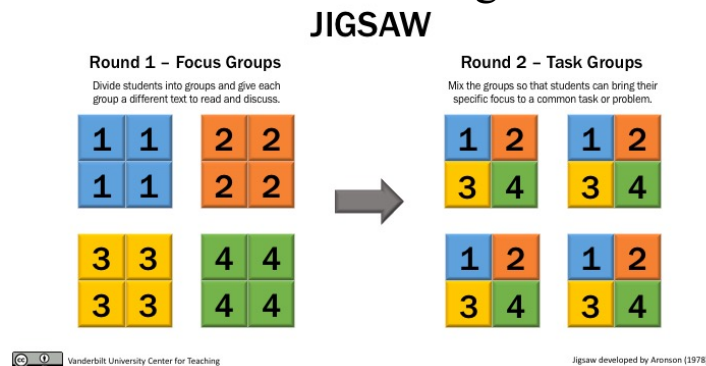 JIGSAW
Round 1 – Focus Groups
Divide students into groups and give each
group a different text to read and discuss.
1 1 2 2
1 1 2 2
3 3 4 4
3 3 4 4
Round 2 – Task Groups
Mix the groups so that students can bring their
specific focus to a common task or problem.
1 2 1 2
3 4 3 4
1 2 1 2
3 4 3 4
cc
Vanderbilt University Center for Teaching
Jigsaw developed by Aronson (1978